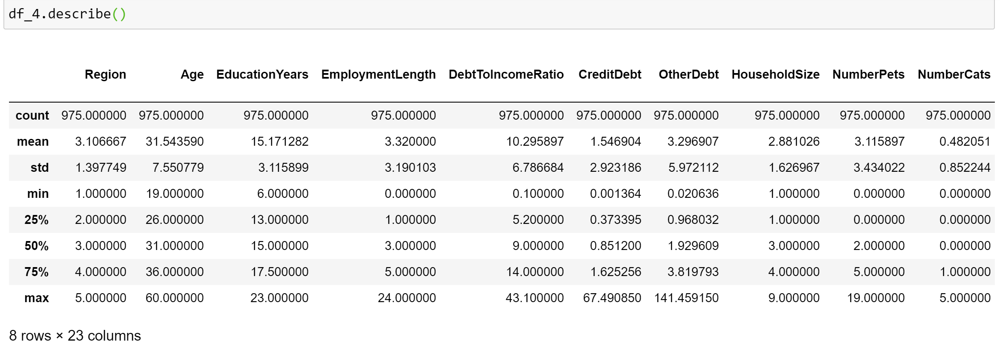 df_4.describe()
Region Age EducationYears EmploymentLength DebtToIncomeRatio CreditDebt OtherDebt HouseholdSize NumberPets NumberCats
count 975.000000 975.000000 975.000000 975.000000 975.000000 975.000000 975.000000 975.000000 975.000000 975.000000
mean 3.106667 31.543590 15.171282 3.320000 10.295897 1.546904 3.296907 2.881026 3.115897 0.482051
std 1.397749 7.550779 3.115899 3.190103 6.786684 2.923186 5.972112 1.626967 3.434022 0.852244
min 1.000000 19.000000 6.000000 0.000000 0.100000 0.001364 0.020636 1.000000 0.000000 0.000000
25% 2.000000 26.000000 13.000000 1.000000 5.200000 0.373395 0.968032 1.000000 0.000000 0.000000
50% 3.000000 31.000000 15.000000 3.000000 9.000000 0.851200 1.929609 3.000000 2.000000 0.000000
75% 4.000000 36.000000 17.500000 5.000000 14.000000 1.625256 3.819793 4.000000 5.000000 1.000000
max 5.000000 60.000000 23.000000 24.000000 43.100000 67.490850 141.459150 9.000000 19.000000 5.000000
8 rows × 23 columns